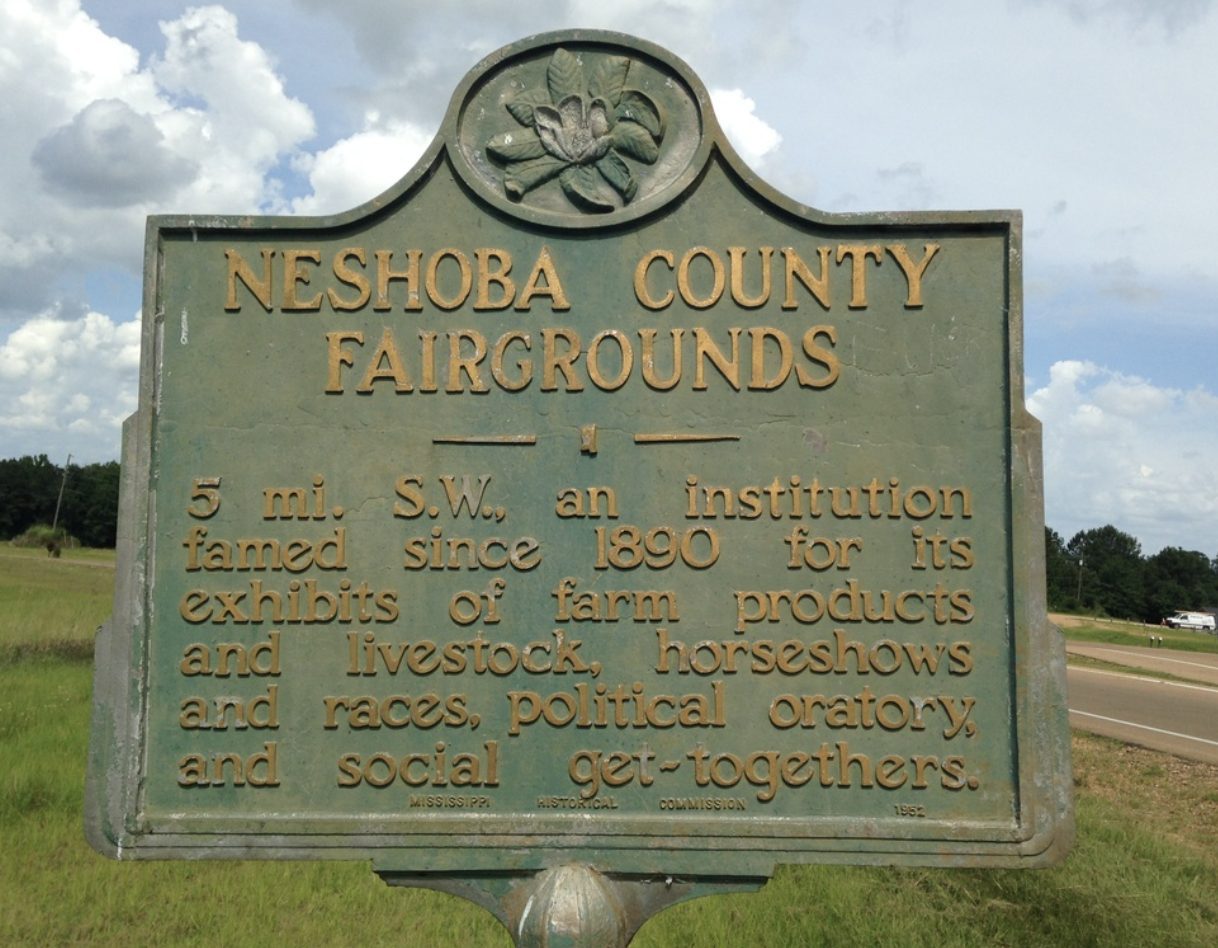 NESHOBA COUNTY
FAIRGROUNDS
5 mi. S.W., an institution
famed since 1890 for its
exhibits of farm products
and livestock, horseshows
and races, political oratory,
and social get-togethers.
MISSISSIPPI HISTORICAL COMMISSION 1952